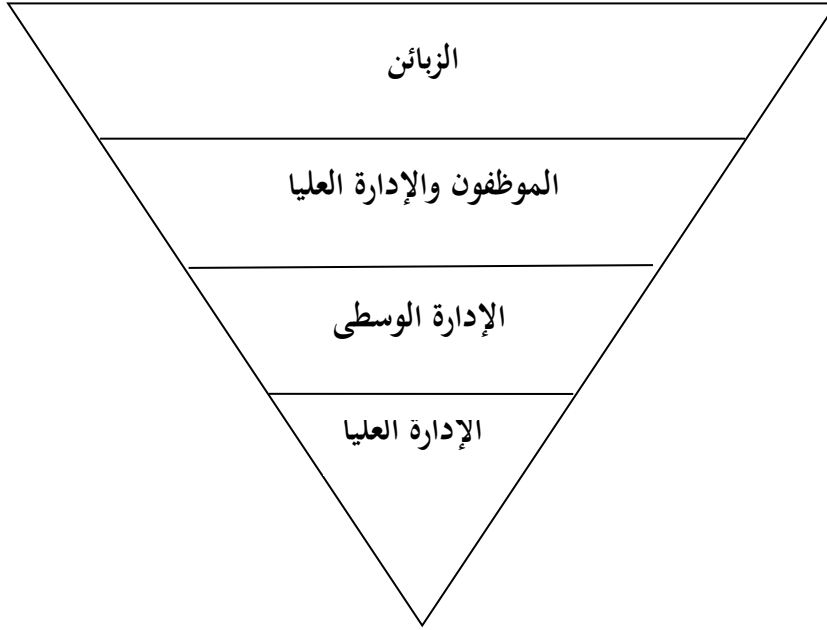 الزبائن
الموظفون والإدارة العليا
الإدارة الوسطى
الإدارة العليا